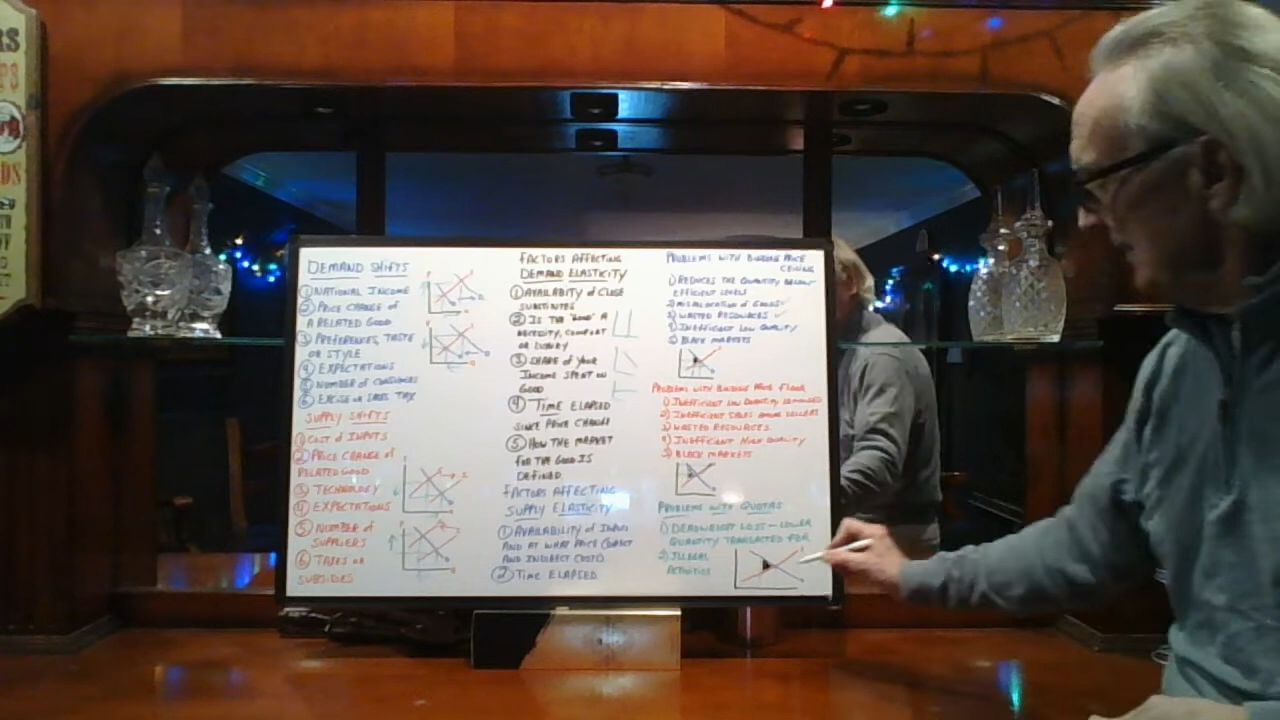 DEMAND SHIFTS
① NATIONAL INCOME
② PRICE CHANGE of
A RELATED GOOD
③ PREFERENCES, TASTE
OR STYLE
④ EXPECTATIONS
⑤ NUMBER of CONSUMERS
⑥ EXCISE OR SALES TAX
SUPPLY SHIFTS
① COST of INPUTS
② PRICE CHANGE of
RELATED GOOD
③ TECHNOLOGY
④ EXPECTATIONS
⑤ NUMBER of
SUPPLIERS
⑥ TAXES OR
SUBSIDIES
FACTORS AFFECTING
DEMAND ELASTICITY
① AVAILABILITY of CLOSE
② IS THE "GOOD" A
NECESSITY, COMFORT
OR LUXURY
③ SHARE of YOUR
INCOME SPENT ON
GOOD
④ TIME ELAPSED
SINCE PRICE CHANGE
⑤ HOW THE MARKET
FOR THE GOOD IS
DEFINED
FACTORS AFFECTING
SUPPLY ELASTICITY
① AVAILABILITY of INPUTS
AND AT WHAT PRICE (DIRECT
AND INDIRECT COSTS)
② TIME ELAPSED
PROBLEMS WITH BINDING PRICE
CEILING
1) REDUCES THE QUANTITY BELOW
EFFICIENT LEVELS
2) MISALLOCATION of GOODS ✓
3) WASTED RESOURCES ✓
4) INEFFICIENT LOW QUALITY
5) BLACK MARKETS
PROBLEMS WITH BINDING PRICE FLOOR
1) INEFFICIENT LOW QUANTITY DEMANDED
2) INEFFICIENT SALES AMONG SELLERS
3) WASTED RESOURCES
4) INEFFICIENT HIGH QUALITY
5) BLACK MARKETS
PROBLEMS WITH QUOTAS
1) DEADWEIGHT LOSS - LOWER
QUANTITY TRANSACTED FOR
2) ILLEGAL
ACTIVITIES